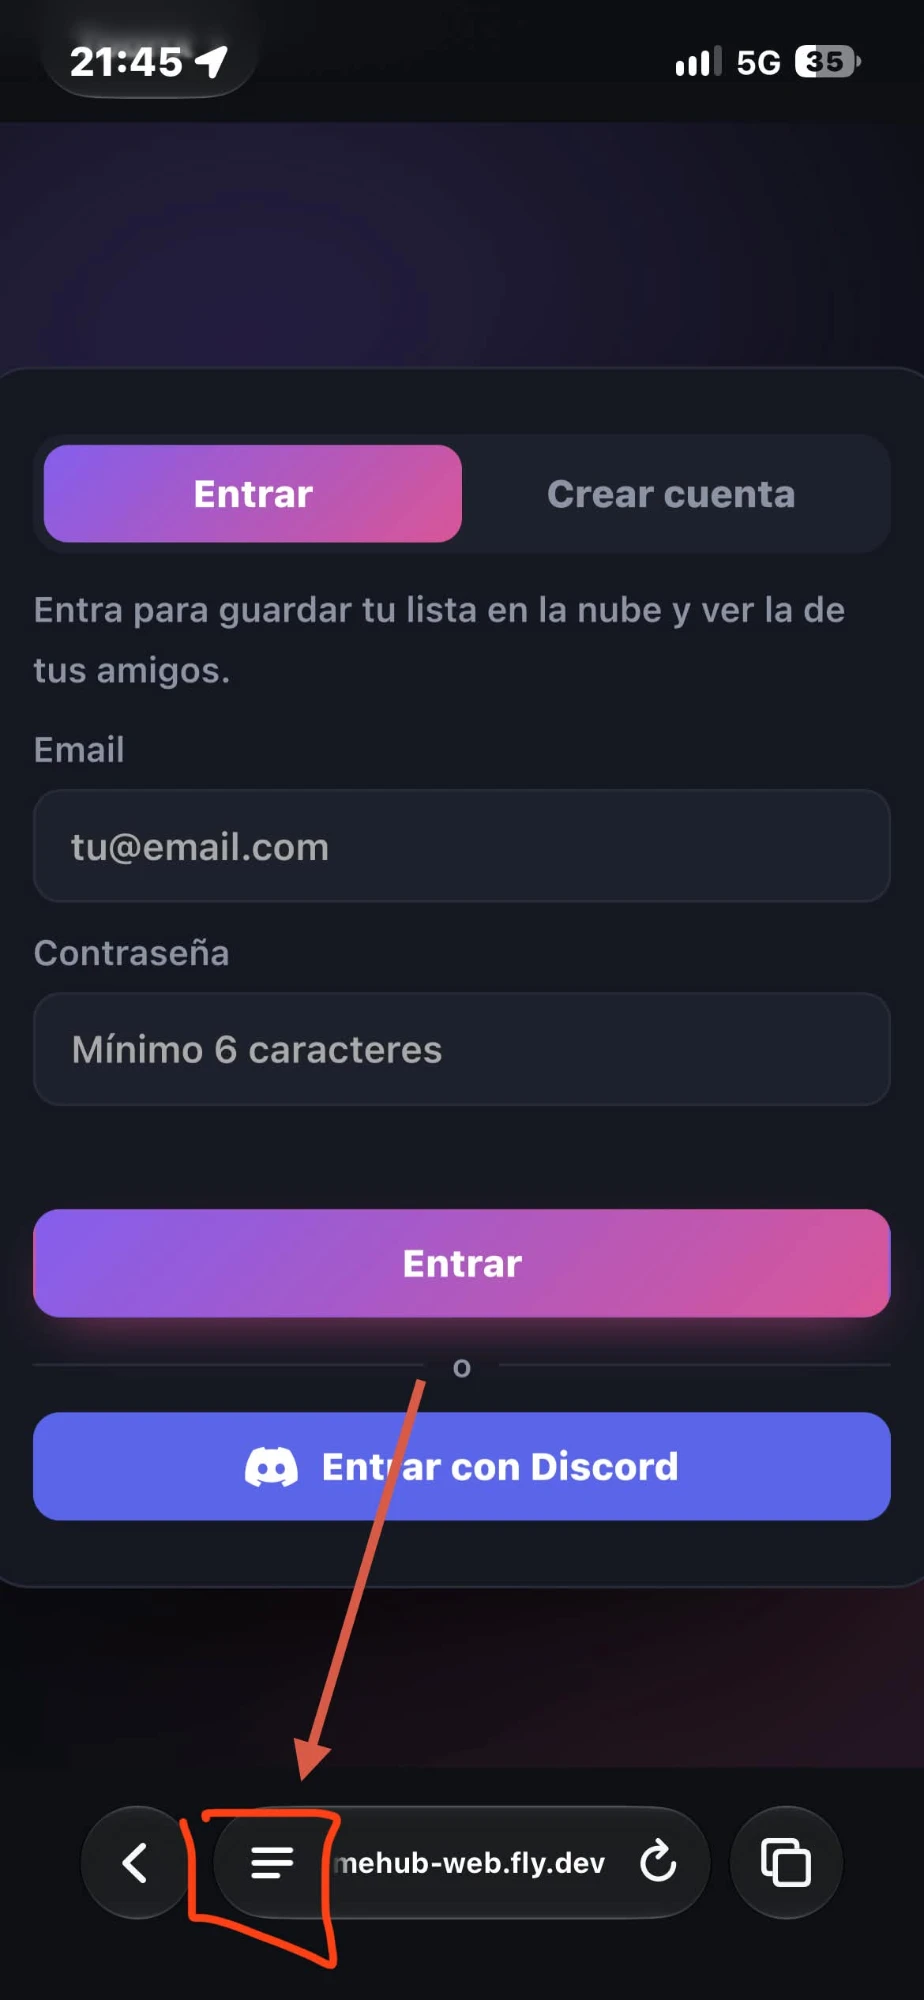 21:45
5G
35
Entrar
Crear cuenta
Entra para guardar tu lista en la nube y ver la de
tus amigos.
Email
tu@email.com
Contraseña
Mínimo 6 caracteres
Entrar
o
Entrar con Discord
mehub-web.fly.dev